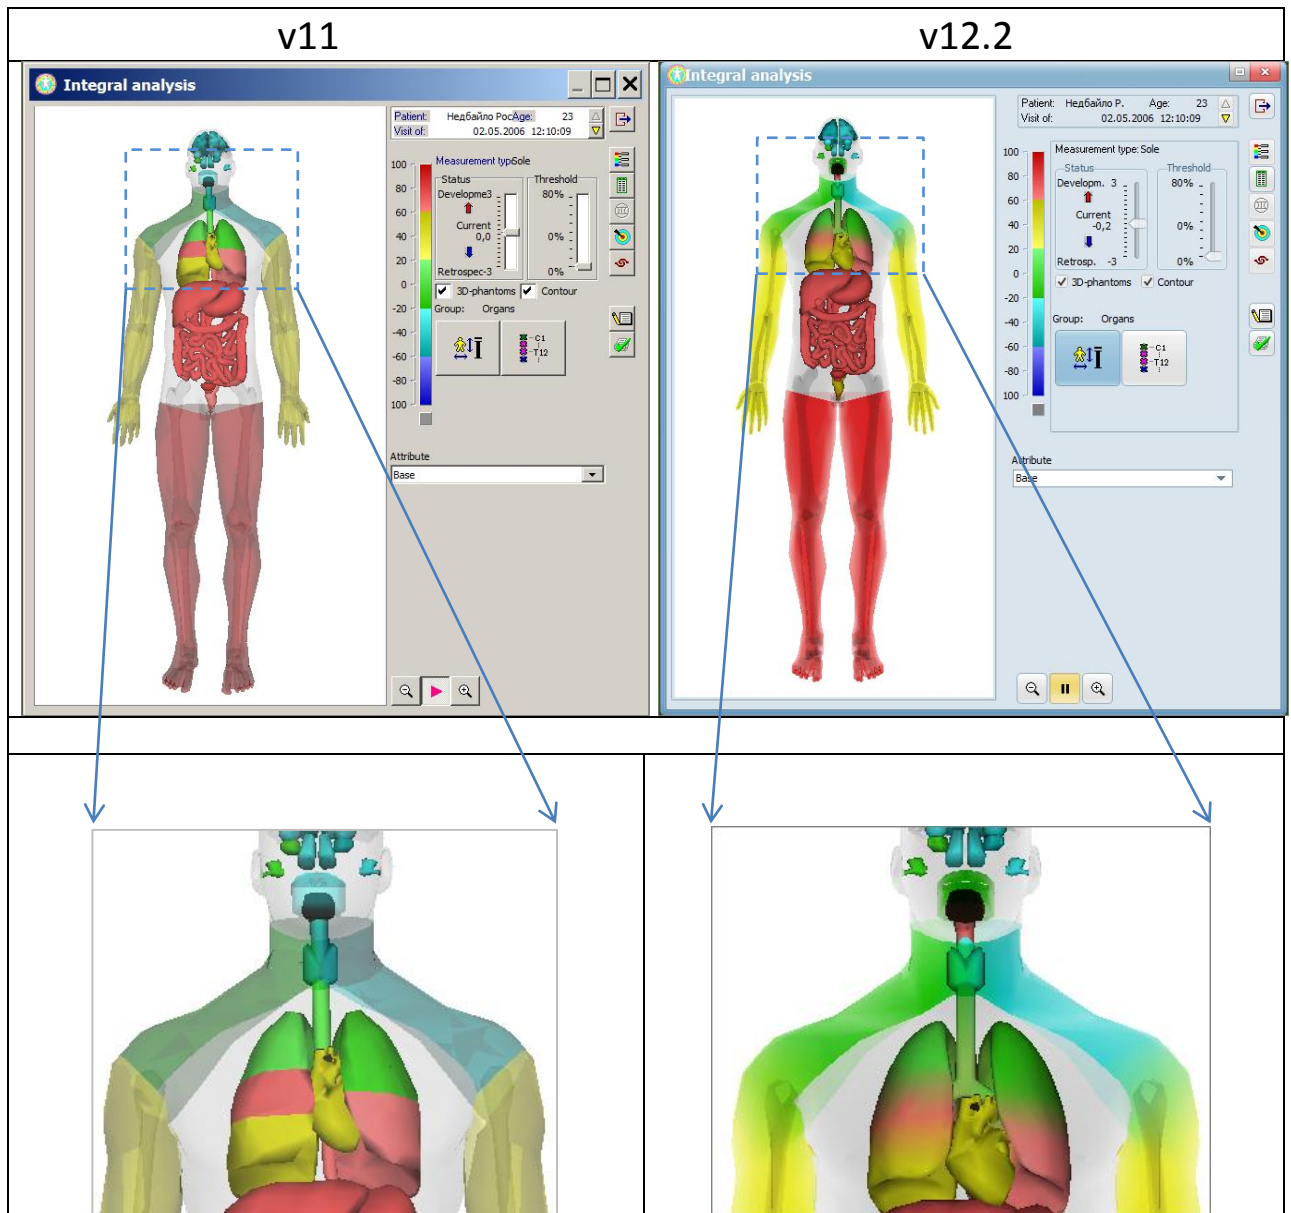 v11
v12.2
Integral analysis
Patient: Недбайло Рос Age: 23
Visit of: 02.05.2006 12:10:09
Measurement typ Sole
Status
Threshold
Developme3
80%
Current
0,0
0%
Retrospec-3
0%
3D-phantoms
Contour
Group: Organs
C1
T12
100
80
60
40
20
0
-20
-40
-60
-80
100
Attribute
Base
Integral analysis
Patient: Недбайло Р. Age: 23
Visit of: 02.05.2006 12:10:09
Measurement type: Sole
Status
Threshold
Developm. 3
80%
Current
-0,2
0%
Retrosp. -3
0%
3D-phantoms
Contour
Group: Organs
C1
T12
100
80
60
40
20
0
-20
-40
-60
-80
100
Attribute
Base